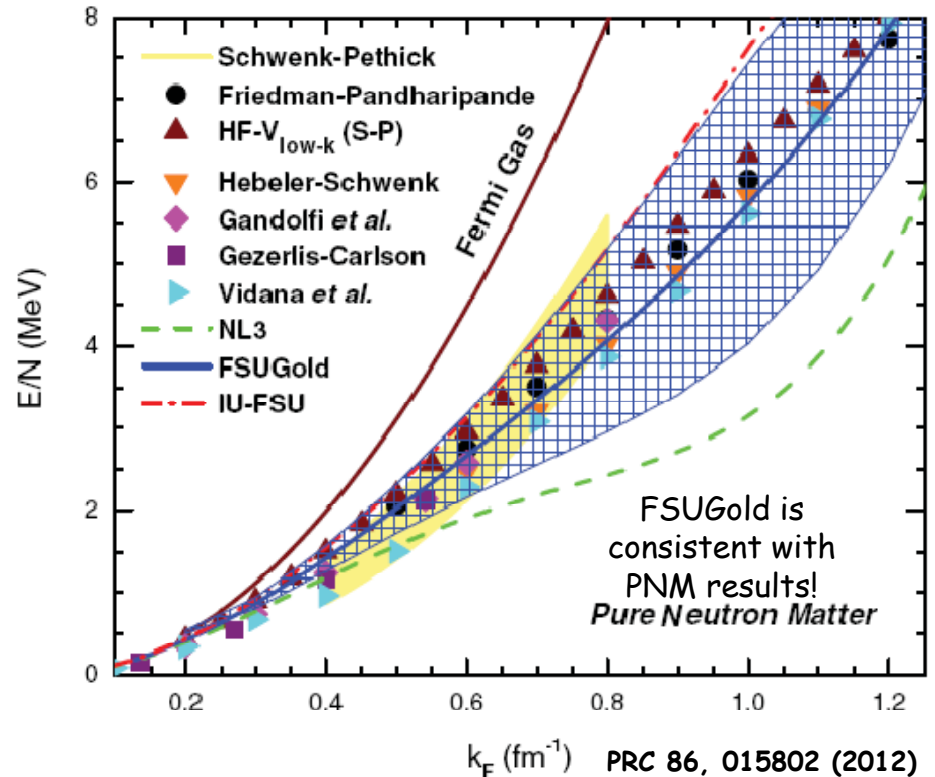 8
6
4
2
0
E/N (MeV)
Schwenk-Pethick
Friedman-Pandharipande
HF-V_low-k (S-P)
Hebeler-Schwenk
Gandolfi et al.
Gezerlis-Carlson
Vidana et al.
NL3
FSUGold
IU-FSU
Fermi Gas
FSUGold is
consistent with
PNM results!
Pure Neutron Matter
0.2 0.4 0.6 0.8 1.0 1.2
k_F (fm⁻¹)
PRC 86, 015802 (2012)